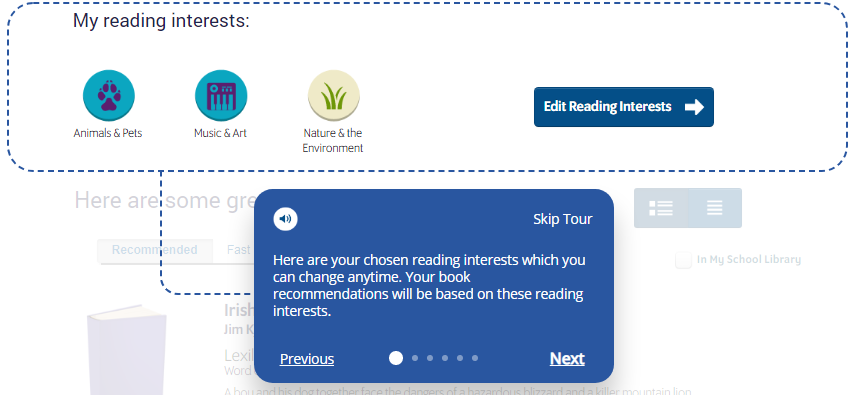 My reading interests:
Animals & Pets
Music & Art
Nature & the
Environment
Edit Reading Interests
Here are some gre
Skip Tour
Recommended
Fast
In My School Library
Here are your chosen reading interests which you
can change anytime. Your book
recommendations will be based on these reading
interests.
Irish
Jim K
Lexil
Word
Previous
Next
A boy and his dog together face the dangers of a hazardous blizzard and a killer mountain lion